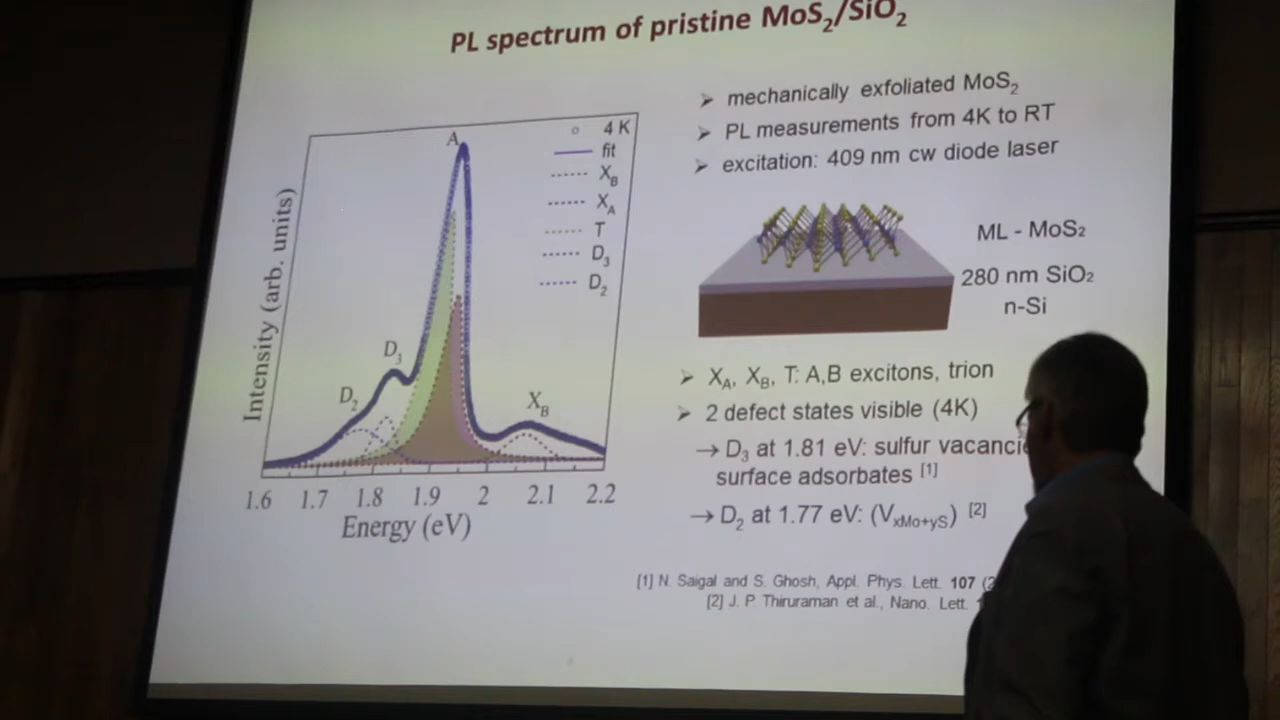 PL spectrum of pristine MoS₂/SiO₂
A
4 K
fit
X_B
X_A
T
D₃
D₂
D₃
D₂
X_B
Intensity (arb. units)
1.6 1.7 1.8 1.9 2 2.1 2.2
Energy (eV)
➢ mechanically exfoliated MoS₂
➢ PL measurements from 4K to RT
➢ excitation: 409 nm cw diode laser
ML - MoS₂
280 nm SiO₂
n-Si
➢ X_A, X_B, T: A,B excitons, trion
➢ 2 defect states visible (4K)
→ D₃ at 1.81 eV: sulfur
surface adsorbates [1]
→ D₂ at 1.77 eV: (V_xMo+yS) [2]
[1] N. Saigal and S. Ghosh, Appl. Phys. Lett. 107
[2] J. P. Thiruraman et al., Nano. Lett.